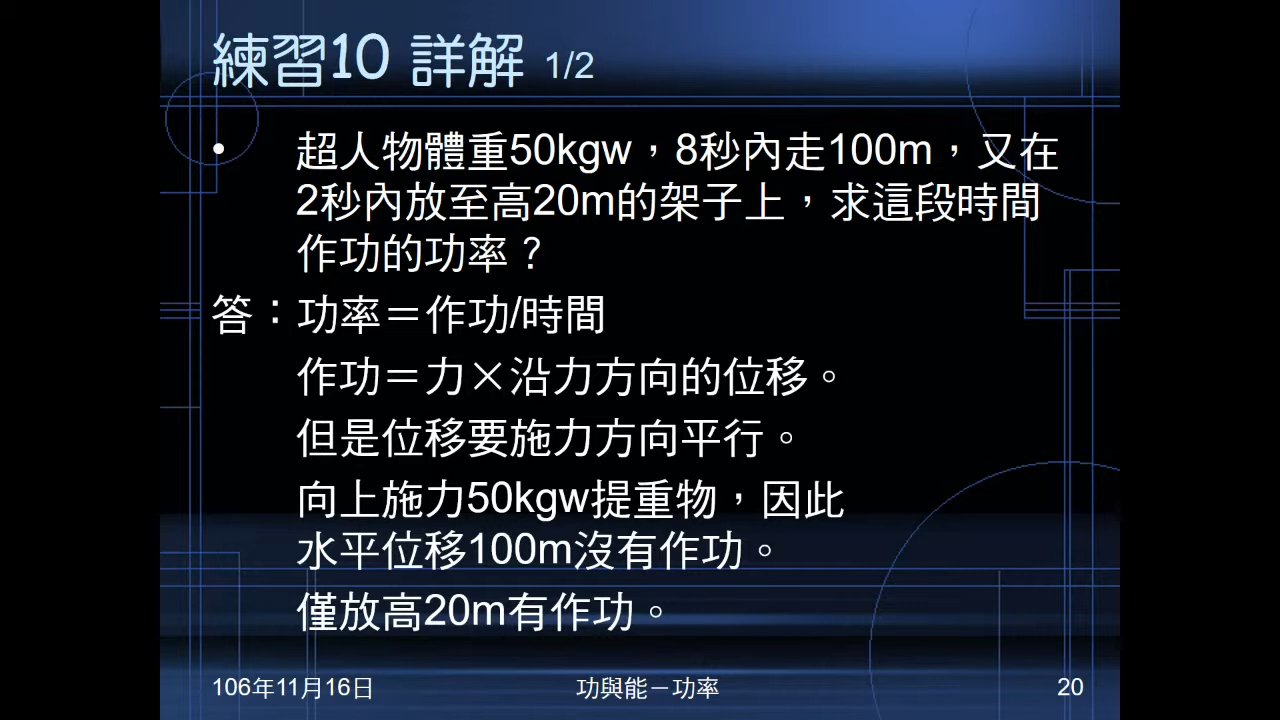 練習10 詳解 1/2
• 超人物體重50kgw，8秒內走100m，又在
2秒內放至高20m的架子上，求這段時間
作功的功率？
答：功率＝作功/時間
作功＝力×沿力方向的位移。
但是位移要施力方向平行。
向上施力50kgw提重物，因此
水平位移100m沒有作功。
僅放高20m有作功。
106年11月16日 功與能－功率 20